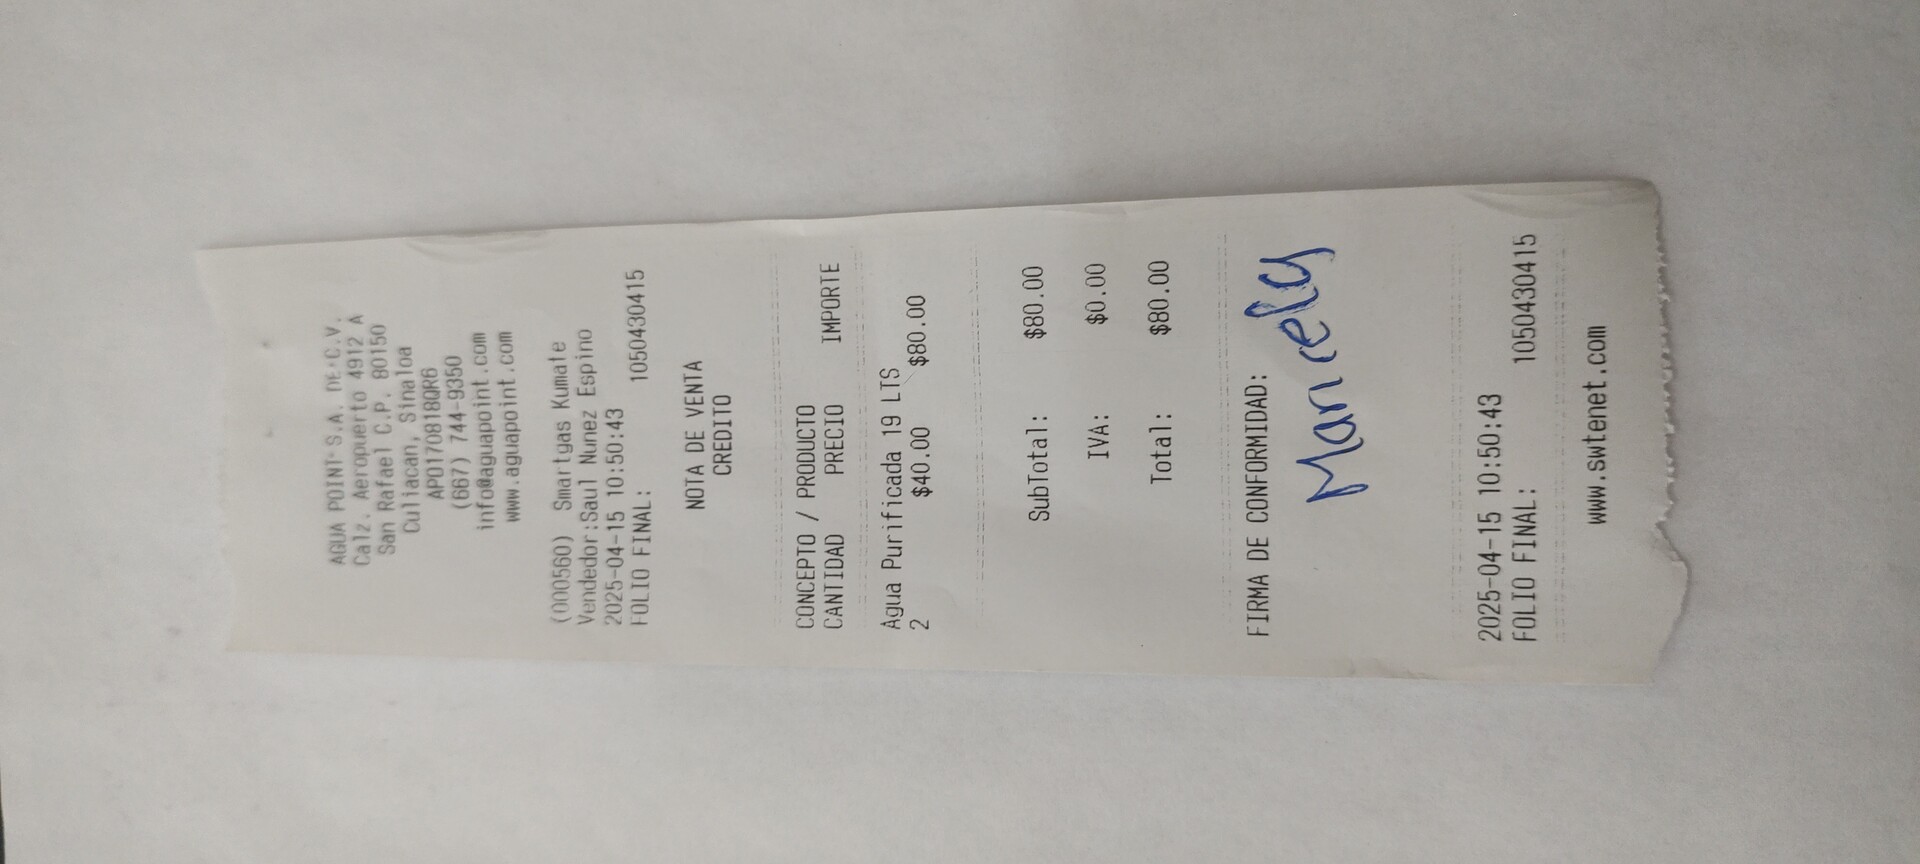 AGUA POINT S.A. DE C.V.
Calz. Aeropuerto 4912 A
San Rafael C.P. 80150
Culiacan, Sinaloa
APO170818QR6
(667) 744-9350
info@aguapoint.com
www.aguapoint.com
(000560) Smartgas Kumate
Vendedor:Saul Nunez Espino
2025-04-15 10:50:43
FOLIO FINAL: 1050430415
NOTA DE VENTA
CREDITO
CONCEPTO / PRODUCTO
CANTIDAD PRECIO IMPORTE
Agua Purificada 19 LTS
2 $40.00 $80.00
SubTotal: $80.00
IVA: $0.00
Total: $80.00
FIRMA DE CONFORMIDAD:
2025-04-15 10:50:43
FOLIO FINAL: 1050430415
www.swtenet.com